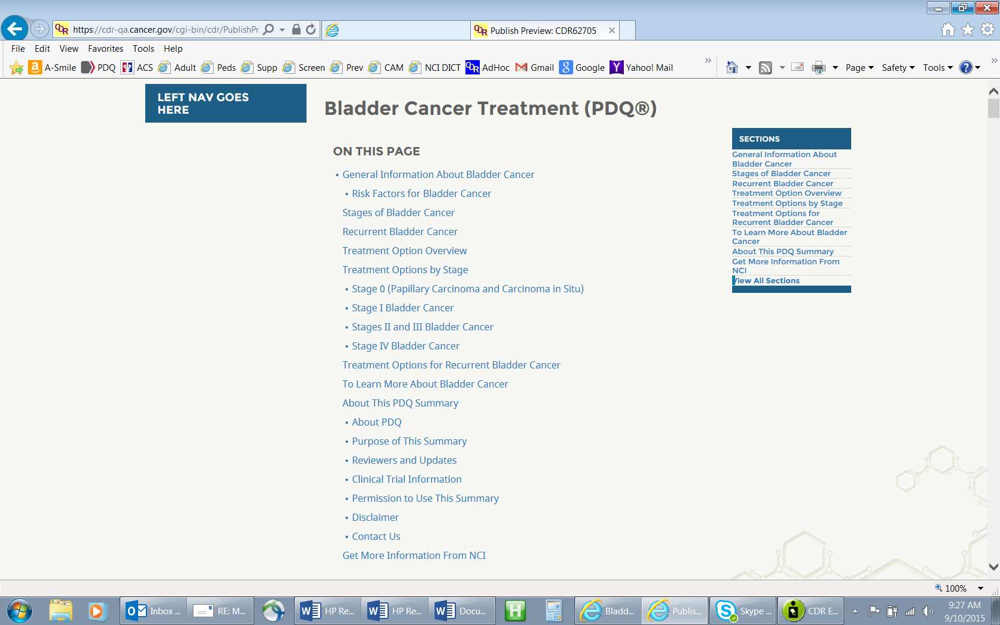 https://cdr-qa.cancer.gov/cgi-bin/cdr/PublishPr
Publish Preview: CDR62705
File Edit View Favorites Tools Help
A-Smile PDQ ACS Adult Peds Supp Screen Prev CAM NCI DICT AdHoc Gmail Google Yahoo! Mail Page Safety Tools
LEFT NAV GOES
HERE
Bladder Cancer Treatment (PDQ®)
ON THIS PAGE
• General Information About Bladder Cancer
• Risk Factors for Bladder Cancer
Stages of Bladder Cancer
Recurrent Bladder Cancer
Treatment Option Overview
Treatment Options by Stage
• Stage 0 (Papillary Carcinoma and Carcinoma in Situ)
• Stage I Bladder Cancer
• Stages II and III Bladder Cancer
• Stage IV Bladder Cancer
Treatment Options for Recurrent Bladder Cancer
To Learn More About Bladder Cancer
About This PDQ Summary
• About PDQ
• Purpose of This Summary
• Reviewers and Updates
• Clinical Trial Information
• Permission to Use This Summary
• Disclaimer
• Contact Us
Get More Information From NCI
SECTIONS
General Information About
Bladder Cancer
Stages of Bladder Cancer
Recurrent Bladder Cancer
Treatment Option Overview
Treatment Options by Stage
Treatment Options for
Recurrent Bladder Cancer
To Learn More About Bladder
Cancer
About This PDQ Summary
Get More Information From
NCI
View All Sections
100%
Inbox ... RE: M... HP Re... HP Re... Docu... Bladd... Publis... Skype ... CDR E...
9:27 AM
9/10/2015